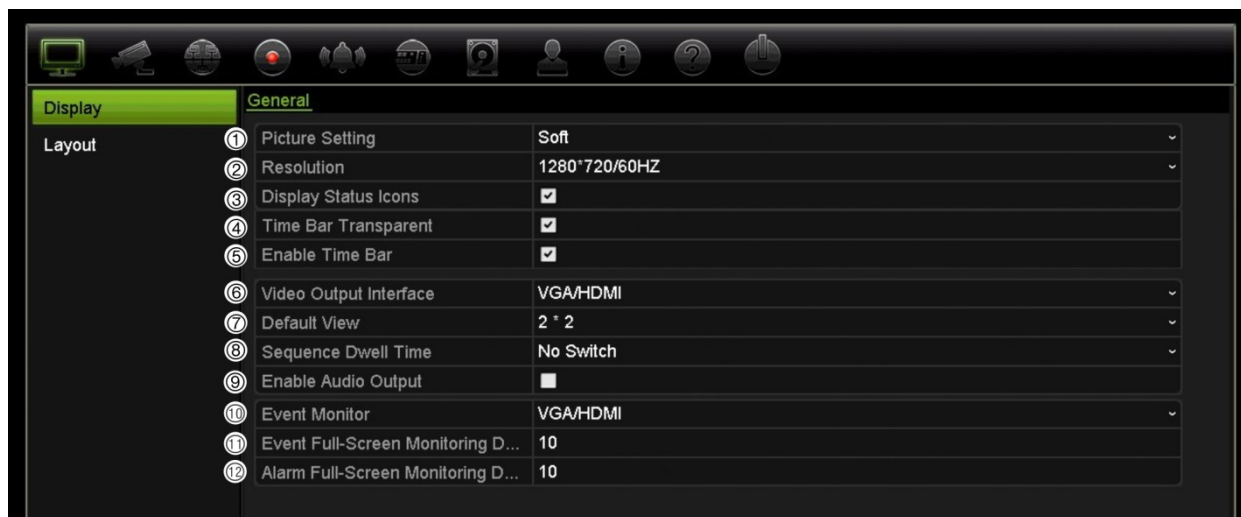 Display
Layout
General
① Picture Setting Soft
② Resolution 1280*720/60HZ
③ Display Status Icons
④ Time Bar Transparent
⑤ Enable Time Bar
⑥ Video Output Interface VGA/HDMI
⑦ Default View 2 * 2
⑧ Sequence Dwell Time No Switch
⑨ Enable Audio Output
⑩ Event Monitor VGA/HDMI
⑪ Event Full-Screen Monitoring D... 10
⑫ Alarm Full-Screen Monitoring D... 10